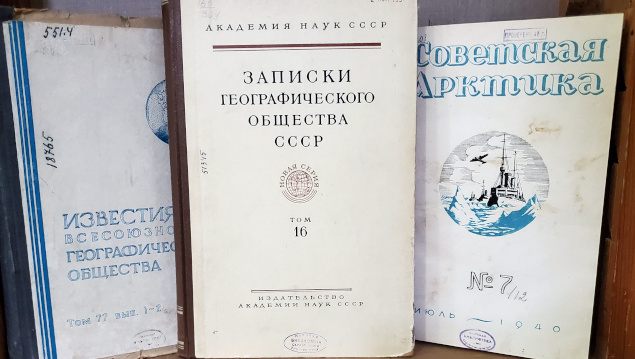 551.4
18765
ИЗВЕСТИЯ
ВСЕСОЮЗНО
ГЕОГРАФИЧЕС
ОБЩЕСТВА
ТОМ 77 ВЫП. 1-2
АКАДЕМИЯ НАУК СССР
ЗАПИСКИ
ГЕОГРАФИЧЕСКОГО
ОБЩЕСТВА
СССР
НОВАЯ СЕРИЯ
ТОМ
16
ИЗДАТЕЛЬСТВО
АКАДЕМИИ НАУК СССР
Советская
Арктика
№ 7/12
ИЮЛЬ ~ 1940